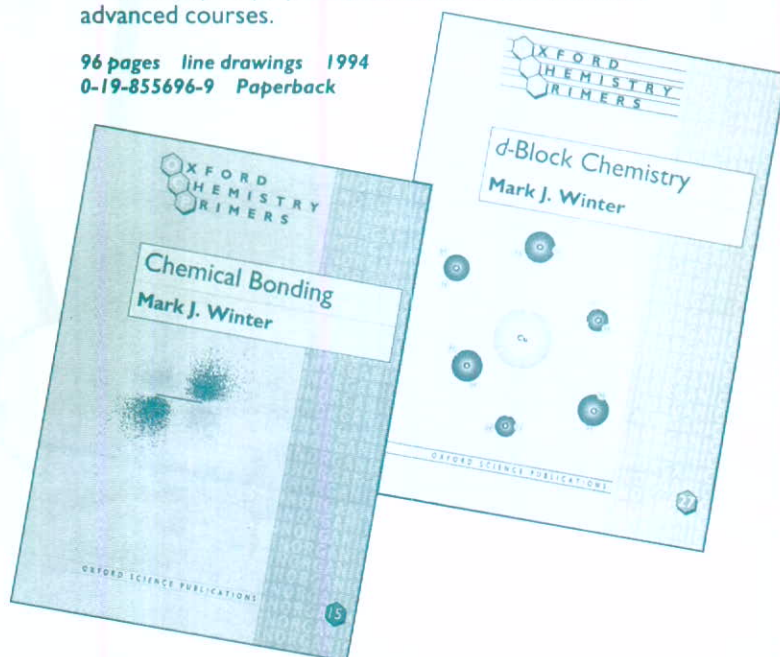 advanced courses.
96 pages line drawings 1994
0-19-855696-9 Paperback
OXFORD
CHEMISTRY
PRIMERS
d-Block Chemistry
Mark J. Winter
Cu
OXFORD SCIENCE PUBLICATIONS
OXFORD
CHEMISTRY
PRIMERS
Chemical Bonding
Mark J. Winter
OXFORD SCIENCE PUBLICATIONS
15